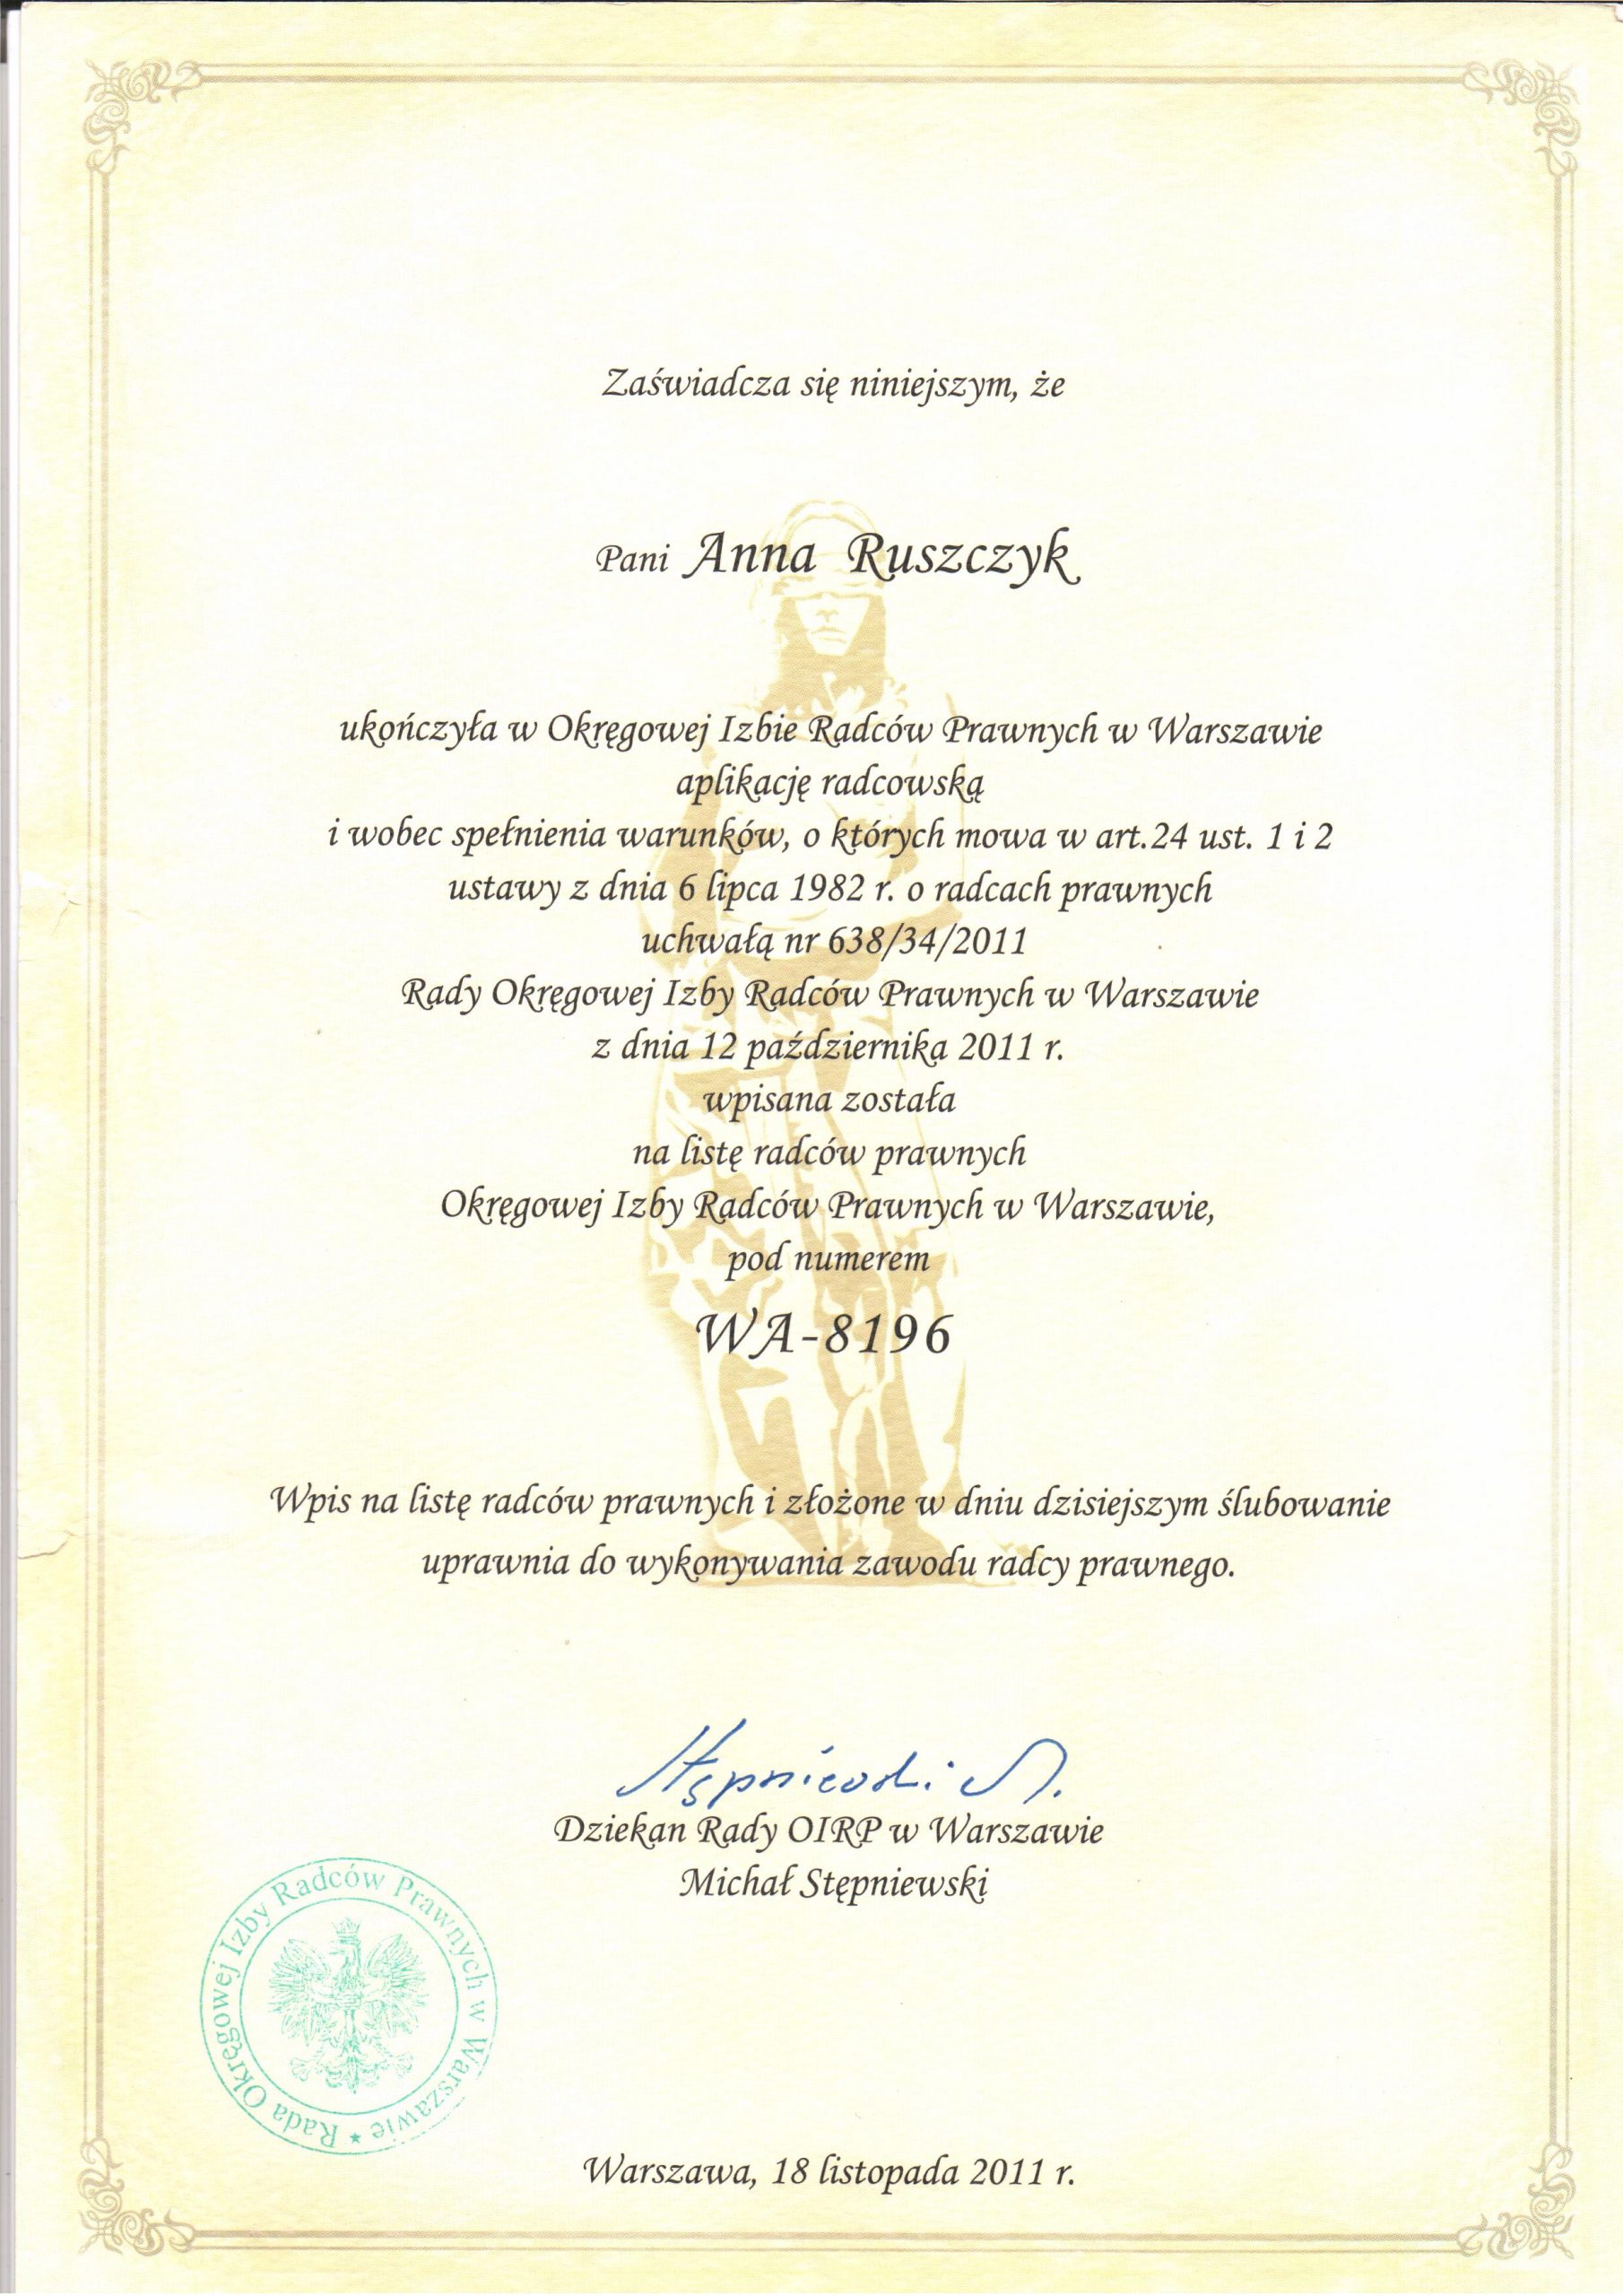 Zaświadcza się niniejszym, że
Pani Anna Ruszczyk
ukończyła w Okręgowej Izbie Radców Prawnych w Warszawie
aplikację radcowską
i wobec spełnienia warunków, o których mowa w art.24 ust. 1 i 2
ustawy z dnia 6 lipca 1982 r. o radcach prawnych
uchwałą nr 638/34/2011
Rady Okręgowej Izby Radców Prawnych w Warszawie
z dnia 12 października 2011 r.
wpisana została
na listę radców prawnych
Okręgowej Izby Radców Prawnych w Warszawie,
pod numerem
WA-8196
Wpis na listę radców prawnych i złożone w dniu dzisiejszym ślubowanie
uprawnia do wykonywania zawodu radcy prawnego.
Stępniewski M.
Dziekan Rady OIRP w Warszawie
Michał Stępniewski
Rada Okręgowej Izby Radców Prawnych w Warszawie *
Warszawa, 18 listopada 2011 r.